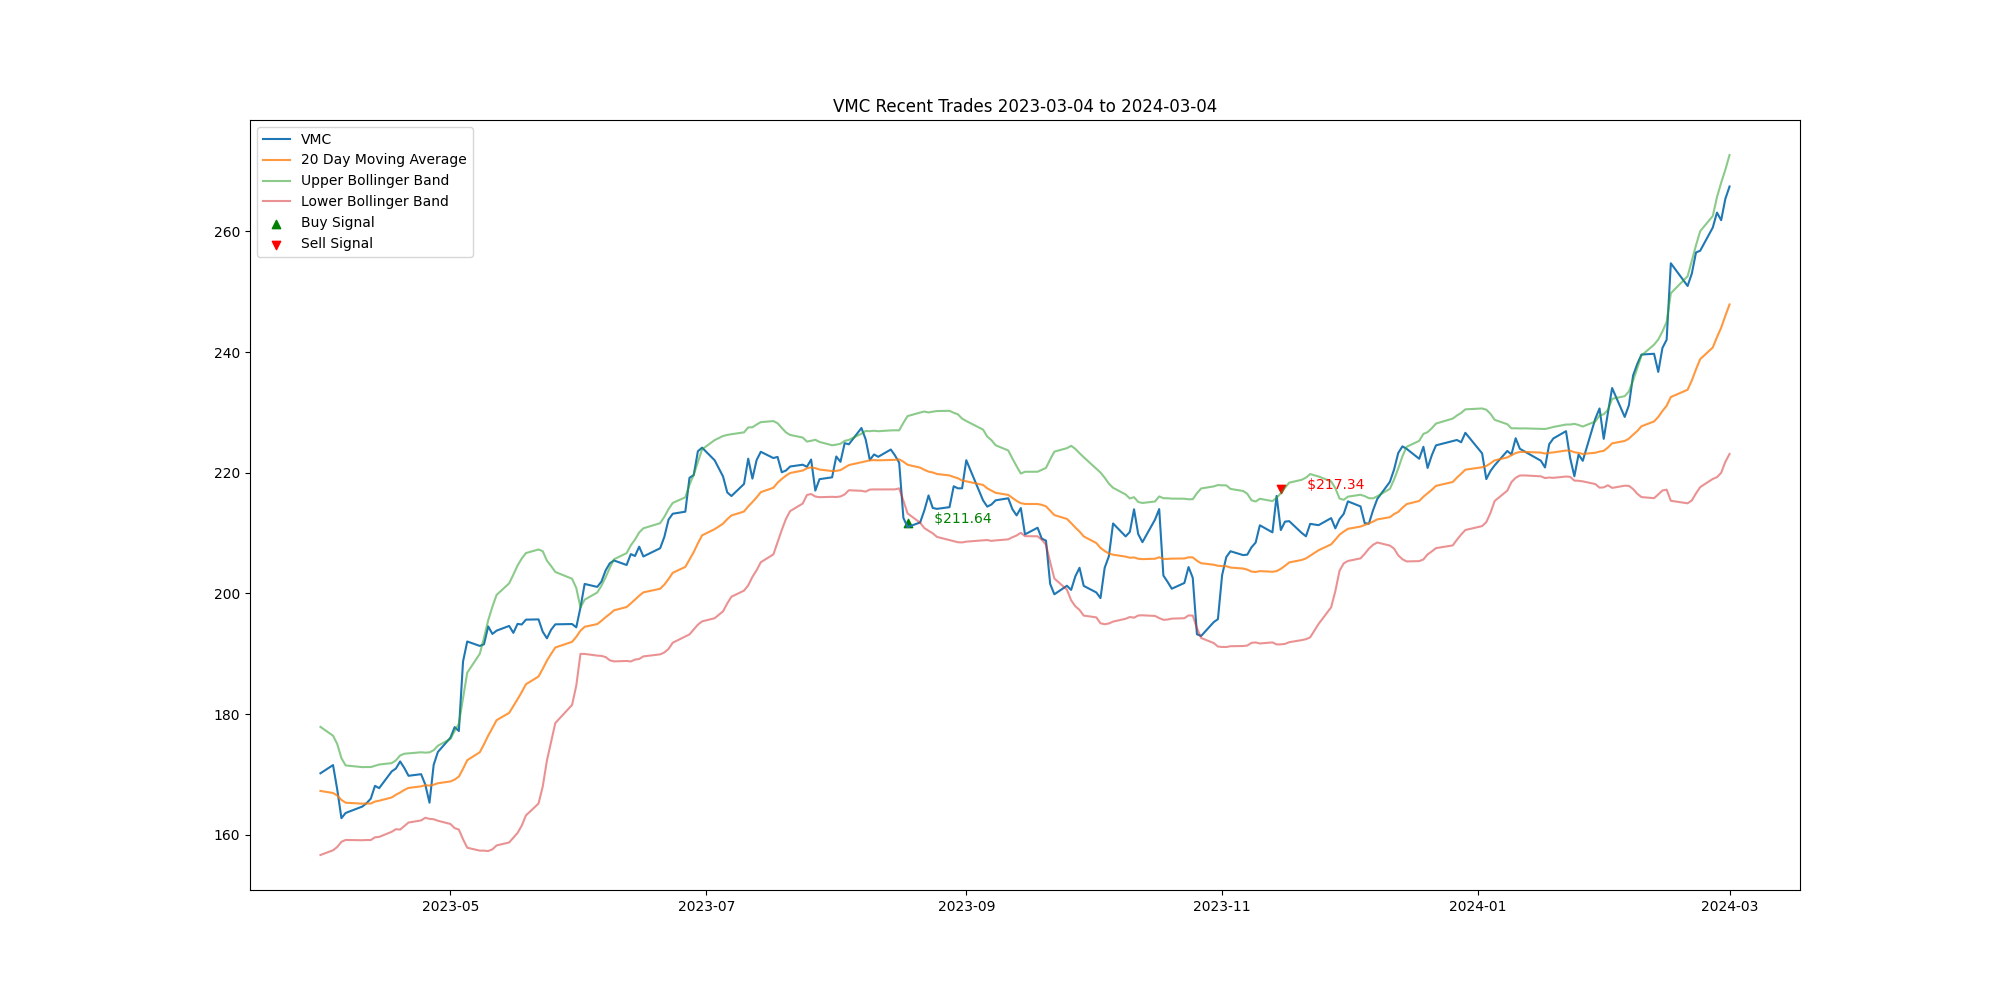 VMC Recent Trades 2023-03-04 to 2024-03-04
VMC
20 Day Moving Average
Upper Bollinger Band
Lower Bollinger Band
Buy Signal
Sell Signal
260
240
220
200
180
160
$211.64
$217.34
2023-05
2023-07
2023-09
2023-11
2024-01
2024-03